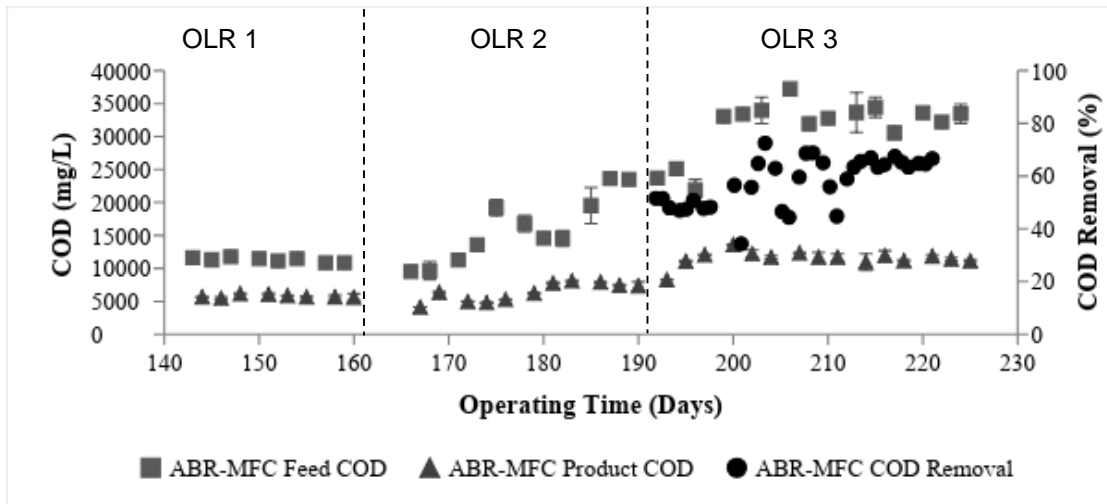 OLR 1 OLR 2 OLR 3
40000 100
35000
30000 80
25000
60
20000
15000 40
10000
20
5000
0 0
140 150 160 170 180 190 200 210 220 230
COD (mg/L)
COD Removal (%)
Operating Time (Days)
ABR-MFC Feed COD ABR-MFC Product COD ABR-MFC COD Removal